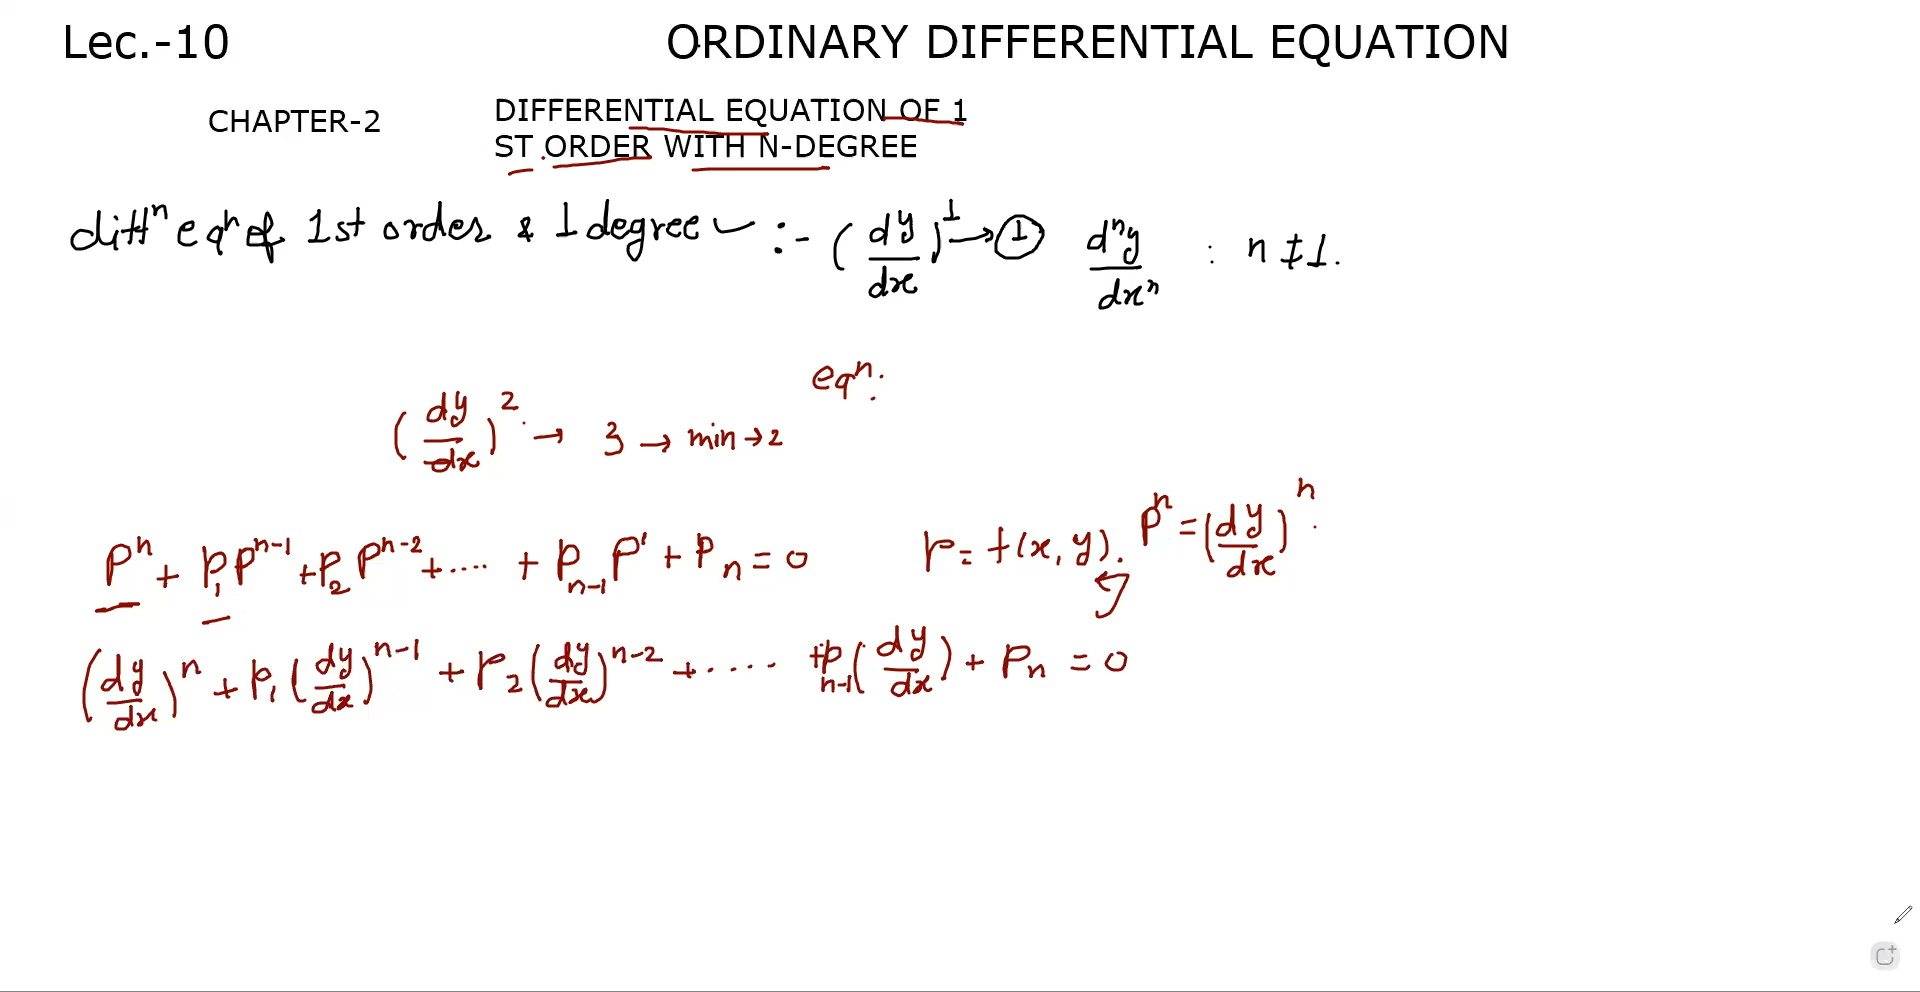 Lec.-10 ORDINARY DIFFERENTIAL EQUATION
CHAPTER-2 DIFFERENTIAL EQUATION OF 1
ST ORDER WITH N-DEGREE
diffⁿ eqⁿ of 1st order & 1 degree :- (dy/dx)¹ → ① dⁿy/dxⁿ : n ≠ 1.
eqⁿ:
(dy/dx)² → 3 → min → 2
Pⁿ + P₁Pⁿ⁻¹ + P₂Pⁿ⁻² + .... + Pₙ₋₁P' + Pₙ = 0 P = f(x, y). Pⁿ = (dy/dx)ⁿ.
(dy/dx)ⁿ + P₁(dy/dx)ⁿ⁻¹ + P₂(dy/dx)ⁿ⁻² + .... + Pₙ₋₁(dy/dx) + Pₙ = 0